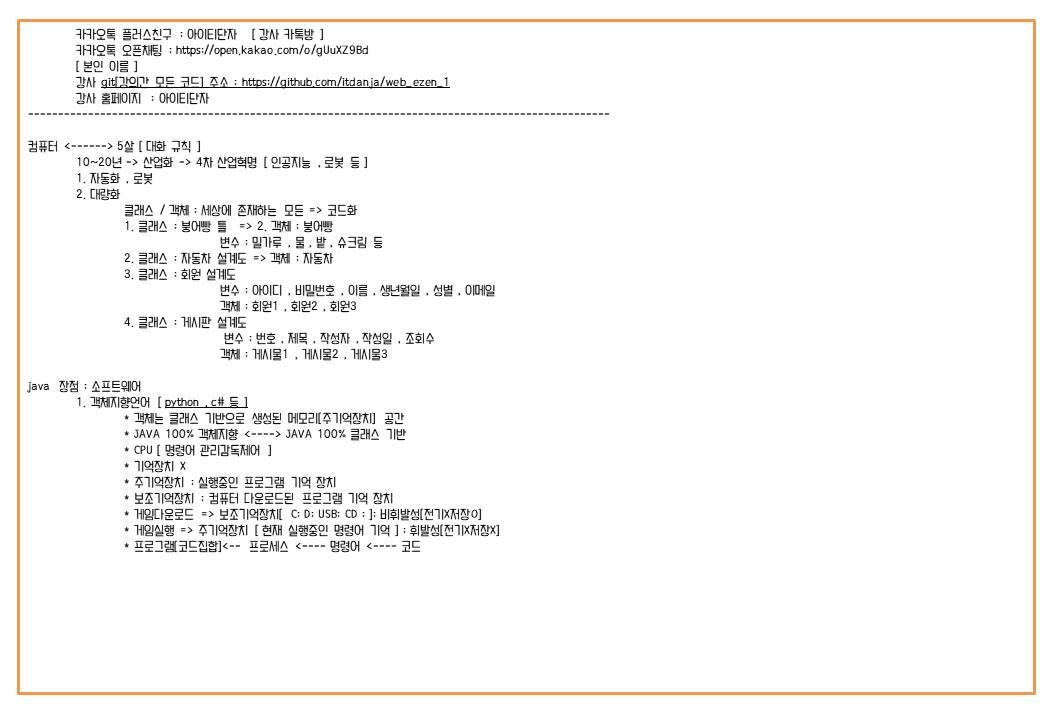 카카오톡 플러스친구 : 아이티단자 [ 강사 카톡방 ]
카카오톡 오픈채팅 : https://open.kakao.com/o/gUuXZ9Bd
[ 본인 이름 ]
강사 git[강의간 모든 코드] 주소 : https://github.com/itdanja/web_ezen_1
강사 홈페이지 : 아이티단자
-------------------------------------------------------------------------------------------------
컴퓨터 <------> 5살 [ 대화 규칙 ]
10~20년 -> 산업화 -> 4차 산업혁명 [ 인공지능 , 로봇 등 ]
1. 자동화 , 로봇
2. 대량화
클래스 / 객체 : 세상에 존재하는 모든 => 코드화
1. 클래스 : 붕어빵 틀 => 2. 객체 : 붕어빵
변수 : 밀가루 , 물 , 밭 , 슈크림 등
2. 클래스 : 자동차 설계도 => 객체 : 자동차
3. 클래스 : 회원 설계도
변수 : 아이디 , 비밀번호 , 이름 , 생년월일 , 성별 , 이메일
객체 : 회원1 , 회원2 , 회원3
4. 클래스 : 게시판 설계도
변수 : 번호 , 제목 , 작성자 , 작성일 , 조회수
객체 : 게시물1 , 게시물2 , 게시물3
java 장점 : 소프트웨어
1. 객체지향언어 [ python , c# 등 ]
* 객체는 클래스 기반으로 생성된 메모리[주기억장치] 공간
* JAVA 100% 객체지향 <----> JAVA 100% 클래스 기반
* CPU [ 명령어 관리감독제어 ]
* 기억장치 X
* 주기억장치 : 실행중인 프로그램 기억 장치
* 보조기억장치 : 컴퓨터 다운로드된 프로그램 기억 장치
* 게임다운로드 => 보조기억장치[ C: D: USB: CD : ]: 비휘발성[전기X저장O]
* 게임실행 => 주기억장치 [ 현재 실행중인 명령어 기억 ] : 휘발성[전기X저장X]
* 프로그램[코드집합]<-- 프로세스 <---- 명령어 <---- 코드